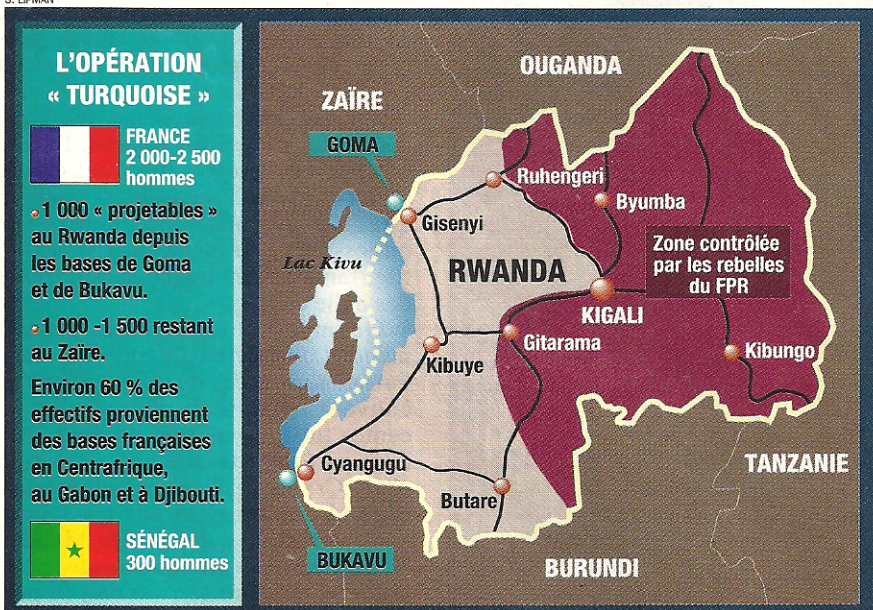 S. LIPMAN
L'OPÉRATION
« TURQUOISE »
FRANCE
2 000-2 500
hommes
1 000 « projetables »
au Rwanda depuis
les bases de Goma
et de Bukavu.
1 000 -1 500 restant
au Zaïre.
Environ 60 % des
effectifs proviennent
des bases françaises
en Centrafrique,
au Gabon et à Djibouti.
SÉNÉGAL
300 hommes
OUGANDA
ZAÏRE
GOMA
Ruhengeri
Byumba
Gisenyi
Zone contrôlée
par les rebelles
du FPR
Lac Kivu
RWANDA
KIGALI
Gitarama
Kibungo
Kibuye
Cyangugu
TANZANIE
Butare
BUKAVU
BURUNDI